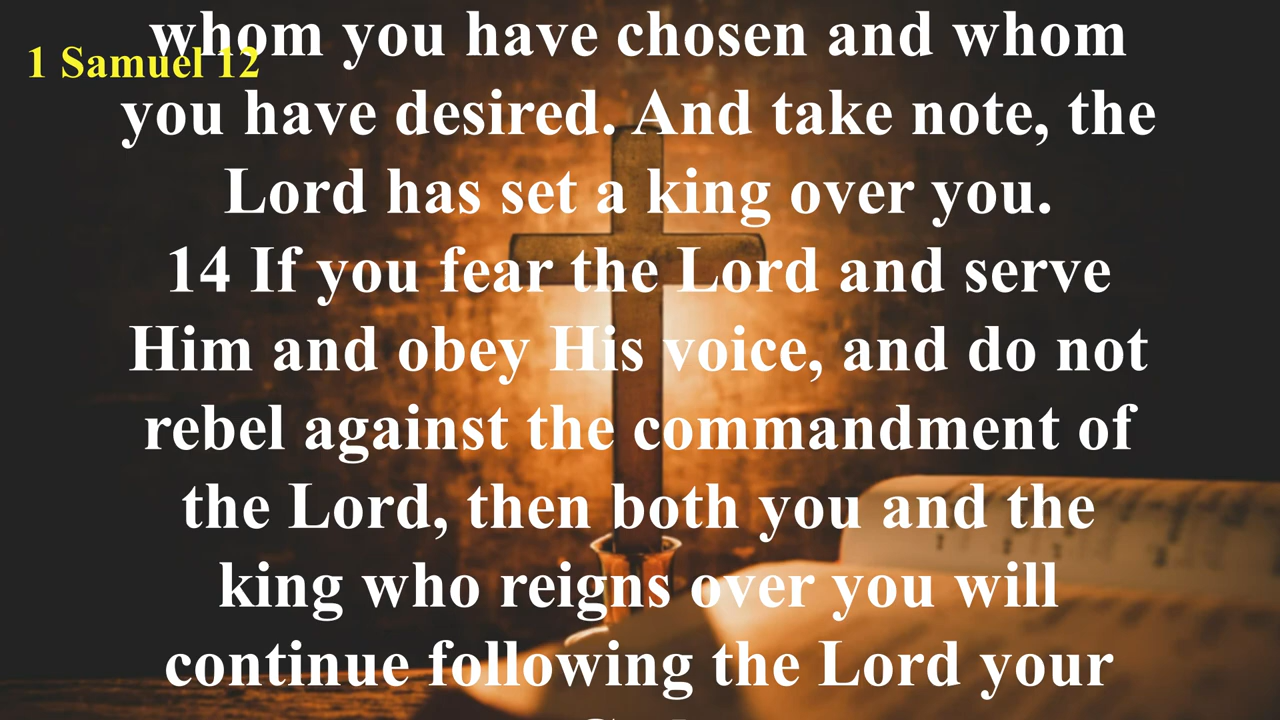 1 Samuel 12
whom you have chosen and whom
you have desired. And take note, the
Lord has set a king over you.
14 If you fear the Lord and serve
Him and obey His voice, and do not
rebel against the commandment of
the Lord, then both you and the
king who reigns over you will
continue following the Lord your